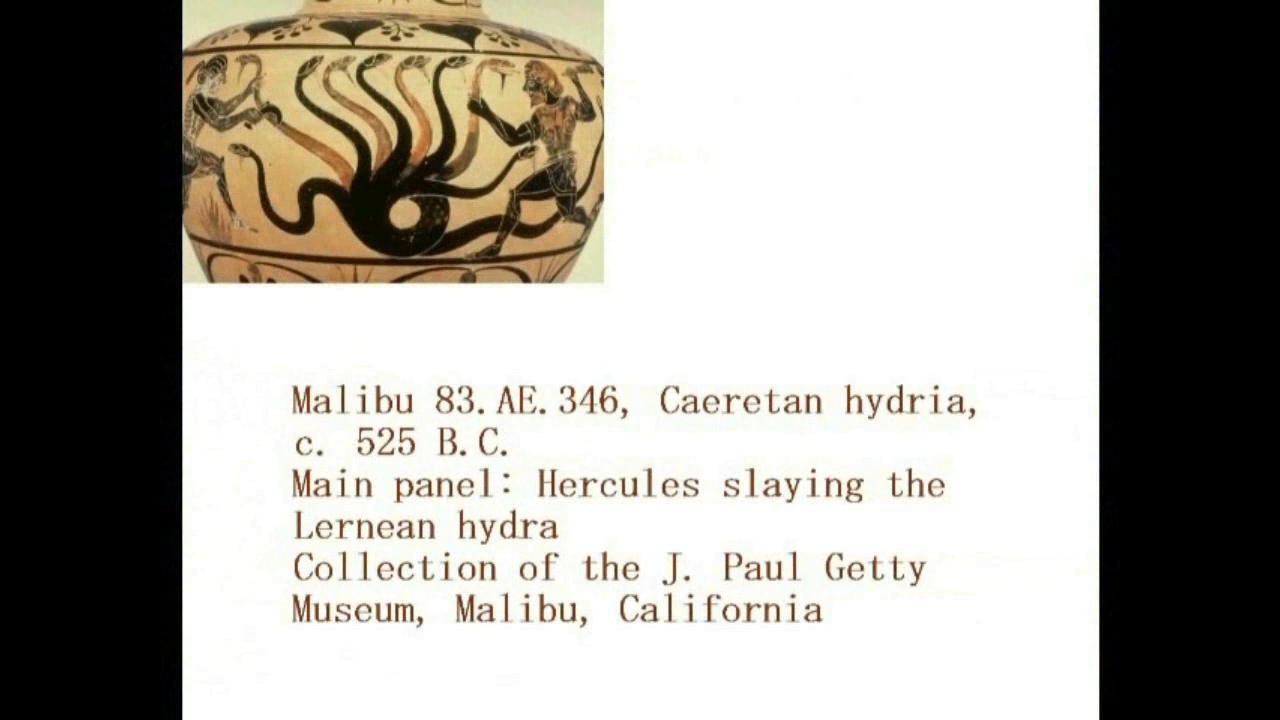 Malibu 83.AE.346, Caeretan hydria,
c. 525 B.C.
Main panel: Hercules slaying the
Lernean hydra
Collection of the J. Paul Getty
Museum, Malibu, California